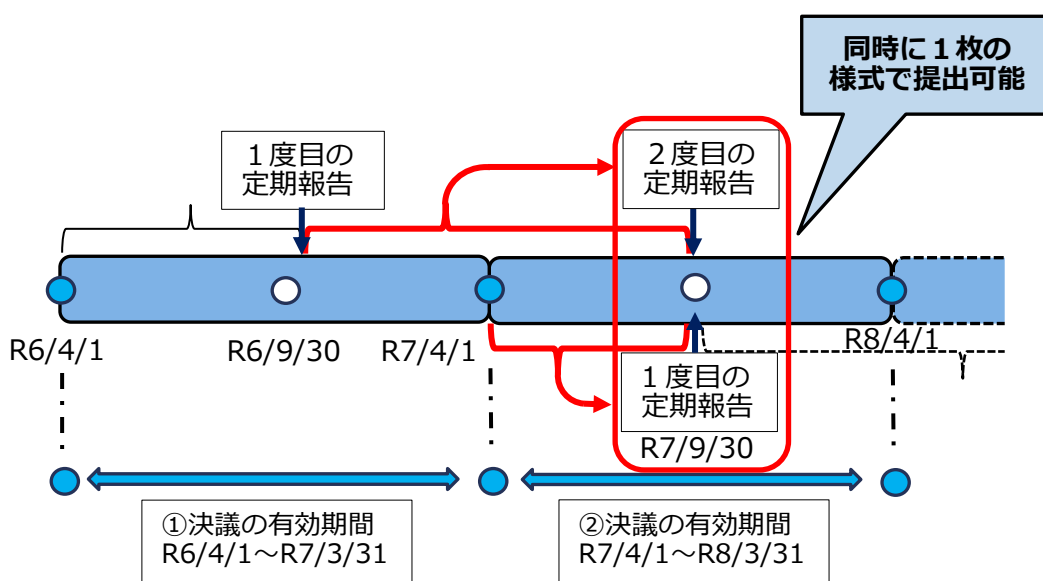 同時に１枚の
様式で提出可能
１度目の
定期報告
２度目の
定期報告
R6/4/1
R6/9/30
R7/4/1
R8/4/1
１度目の
定期報告
R7/9/30
①決議の有効期間
R6/4/1～R7/3/31
②決議の有効期間
R7/4/1～R8/3/31